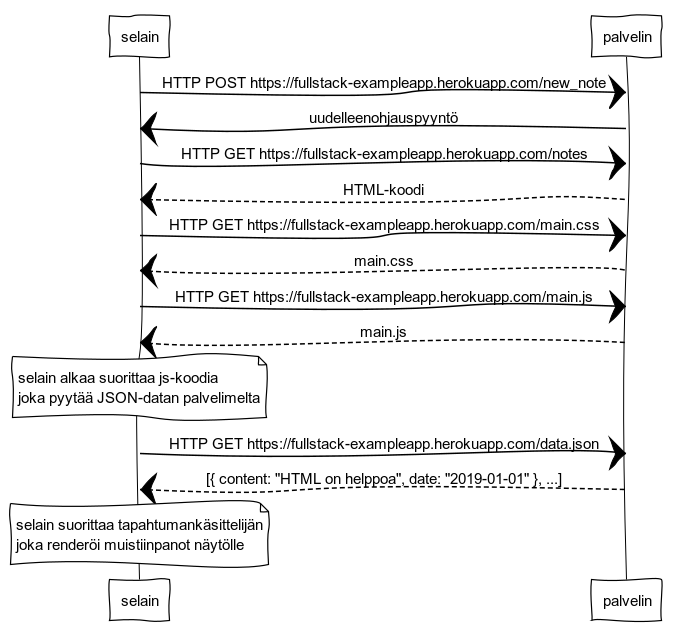 selain
palvelin
HTTP POST https://fullstack-exampleapp.herokuapp.com/new_note
uudelleenohjauspyyntö
HTTP GET https://fullstack-exampleapp.herokuapp.com/notes
HTML-koodi
HTTP GET https://fullstack-exampleapp.herokuapp.com/main.css
main.css
HTTP GET https://fullstack-exampleapp.herokuapp.com/main.js
main.js
selain alkaa suorittaa js-koodia
joka pyytää JSON-datan palvelimelta
HTTP GET https://fullstack-exampleapp.herokuapp.com/data.json
[{ content: "HTML on helppoa", date: "2019-01-01" }, ...]
selain suorittaa tapahtumankäsittelijän
joka renderöi muistiinpanot näytölle
selain
palvelin